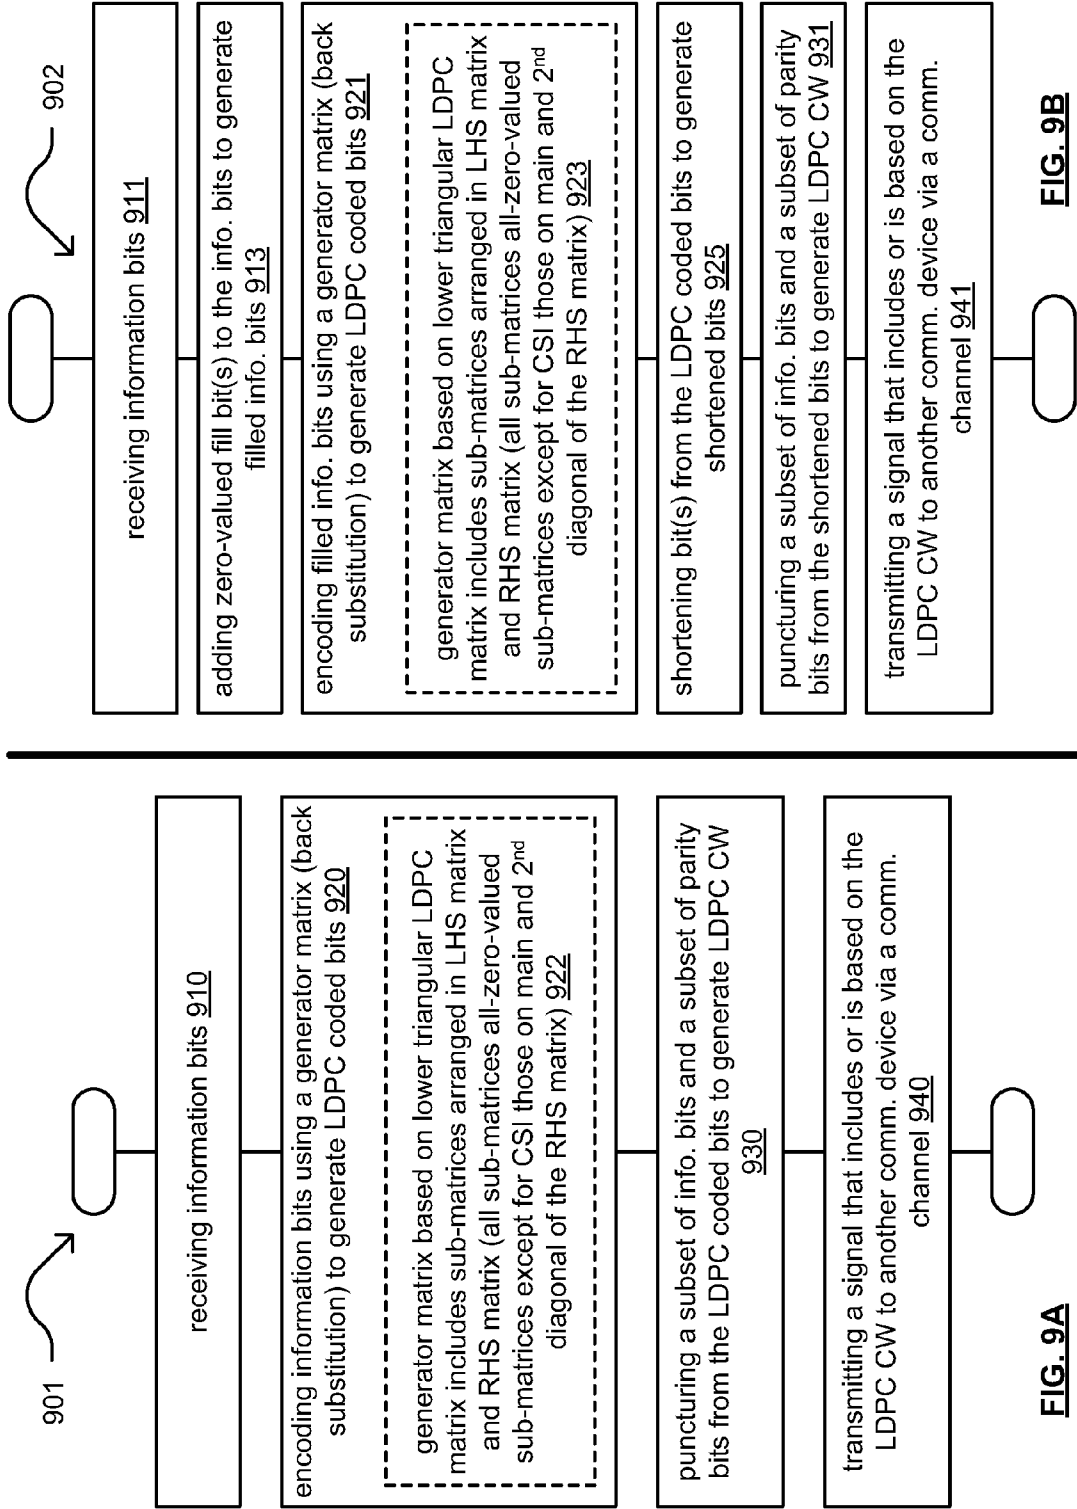 901
receiving information bits 910
encoding information bits using a generator matrix (back
substitution) to generate LDPC coded bits 920
generator matrix based on lower triangular LDPC
matrix includes sub-matrices arranged in LHS matrix
and RHS matrix (all sub-matrices all-zero-valued
sub-matrices except for CSI those on main and 2nd
diagonal of the RHS matrix) 922
puncturing a subset of info. bits and a subset of parity
bits from the LDPC coded bits to generate LDPC CW
930
transmitting a signal that includes or is based on the
LDPC CW to another comm. device via a comm.
channel 940
FIG. 9A
902
receiving information bits 911
adding zero-valued fill bit(s) to the info. bits to generate
filled info. bits 913
encoding filled info. bits using a generator matrix (back
substitution) to generate LDPC coded bits 921
generator matrix based on lower triangular LDPC
matrix includes sub-matrices arranged in LHS matrix
and RHS matrix (all sub-matrices all-zero-valued
sub-matrices except for CSI those on main and 2nd
diagonal of the RHS matrix) 923
shortening bit(s) from the LDPC coded bits to generate
shortened bits 925
puncturing a subset of info. bits and a subset of parity
bits from the shortened bits to generate LDPC CW 931
transmitting a signal that includes or is based on the
LDPC CW to another comm. device via a comm.
channel 941
FIG. 9B